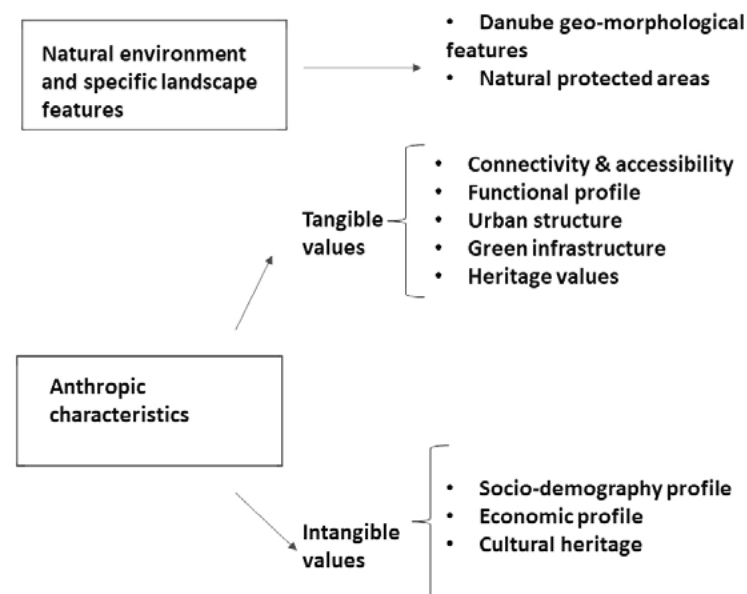 Natural environment
and specific landscape
features
• Danube geo-morphological
features
• Natural protected areas
Tangible
values
• Connectivity & accessibility
• Functional profile
• Urban structure
• Green infrastructure
• Heritage values
Anthropic
characteristics
Intangible
values
• Socio-demography profile
• Economic profile
• Cultural heritage